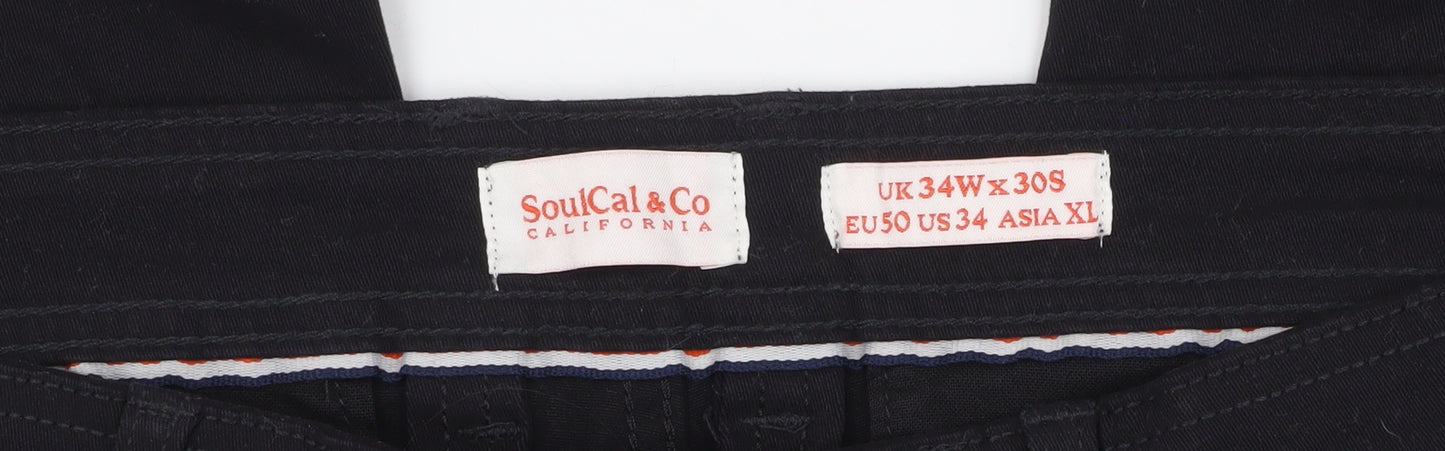 SoulCal & Co
CALIFORNIA
UK 34W x 30S
EU 50 US 34 ASIA XL